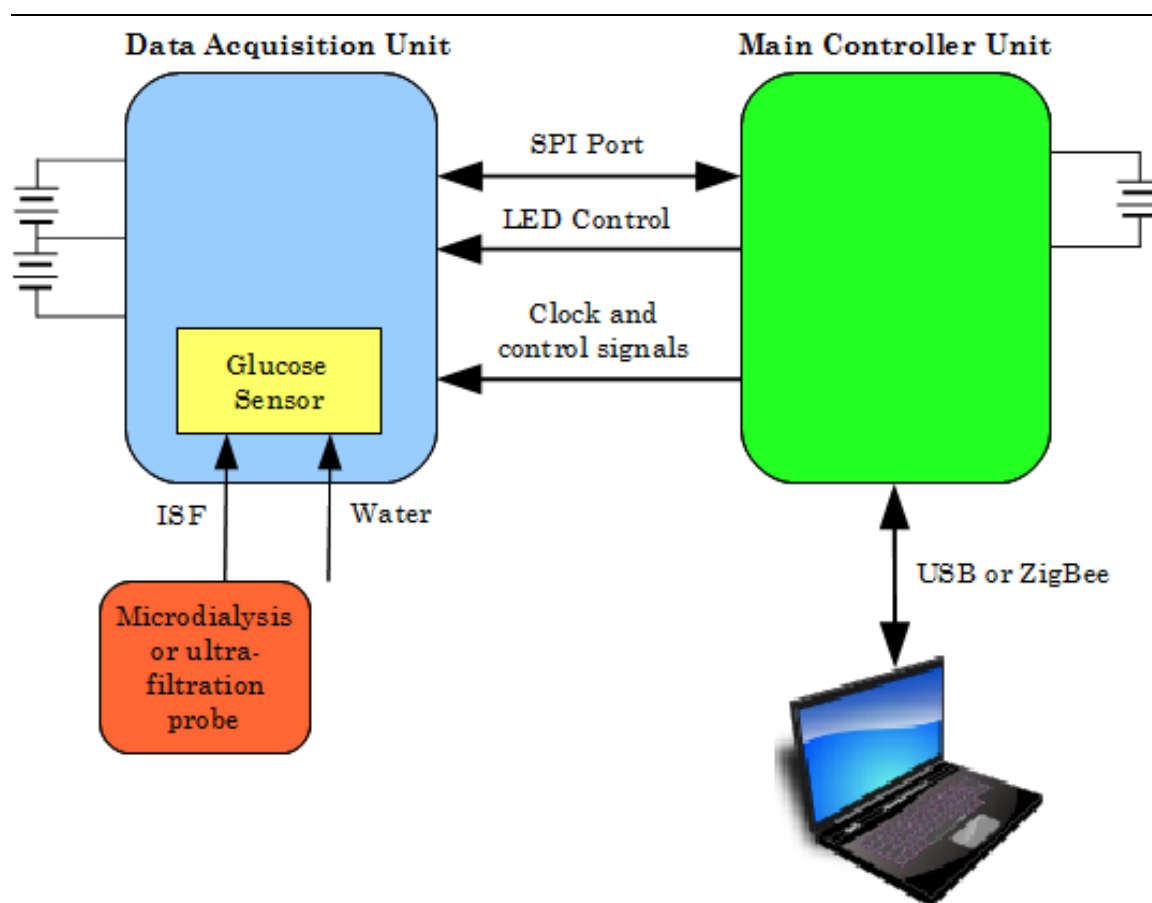 Data Acquisition Unit
Main Controller Unit
SPI Port
LED Control
Clock and
control signals
Glucose
Sensor
ISF
Water
Microdialysis
or ultra-
filtration
probe
USB or ZigBee